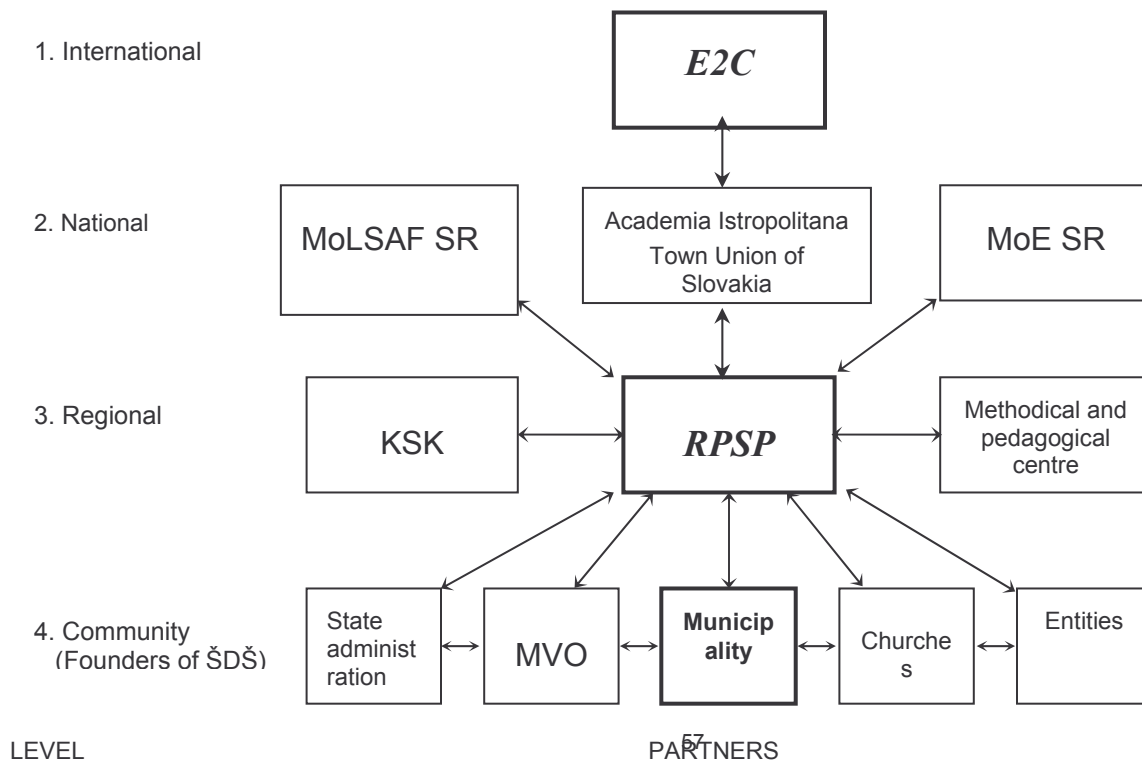 1. International
E2C
2. National
MoLSAF SR
Academia Istropolitana
Town Union of
Slovakia
MoE SR
3. Regional
KSK
RPSP
Methodical and
pedagogical
centre
4. Community
(Founders of ŠDŠ)
State
administ
ration
MVO
Municip
ality
Churche
s
Entities
LEVEL
PARTNERS
57